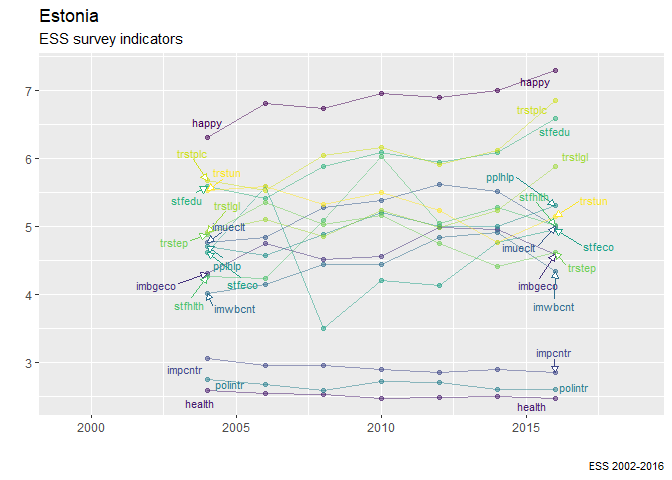 Estonia
ESS survey indicators
7
6
5
4
3
happy
happy
trstplc
trstplc
stfedu
trstlgl
trstun
pplhlp
stfhlth
stfedu
trstlgl
trstun
imueclt
trstep
imueclt
stfeco
pplhlp
trstep
stfeco
imbgeco
imbgeco
stfhlth
imwbcnt
imwbcnt
impcntr
impcntr
polintr
polintr
health
health
2000
2005
2010
2015
ESS 2002-2016